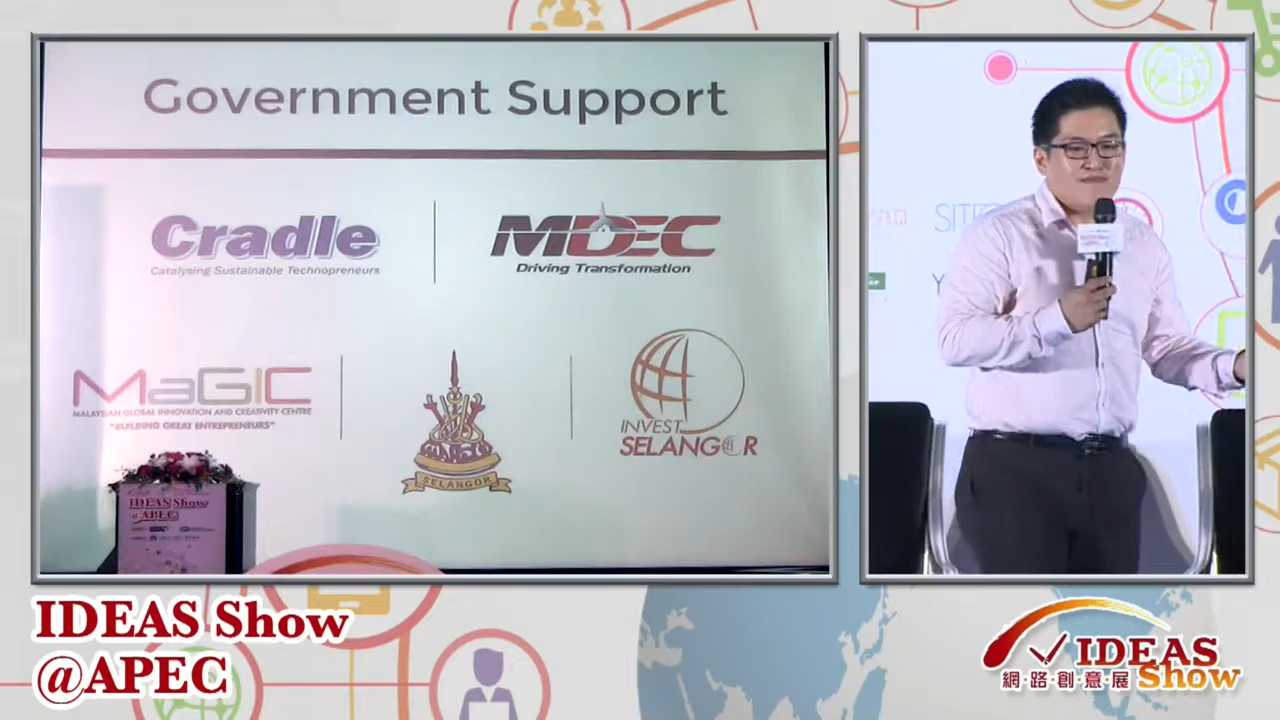 Government Support
Cradle
Catalysing Sustainable Technopreneurs
MDEC
Driving Transformation
MaGIC
MALAYSIAN GLOBAL INNOVATION AND CREATIVITY CENTRE
"BUILDING GREAT ENTREPRENEURS"
SELANGOR
INVEST
SELANGOR
IDEAS Show
@ APEC
IDEAS Show
@APEC
IDEAS
網·路·創·意·展 Show
Show